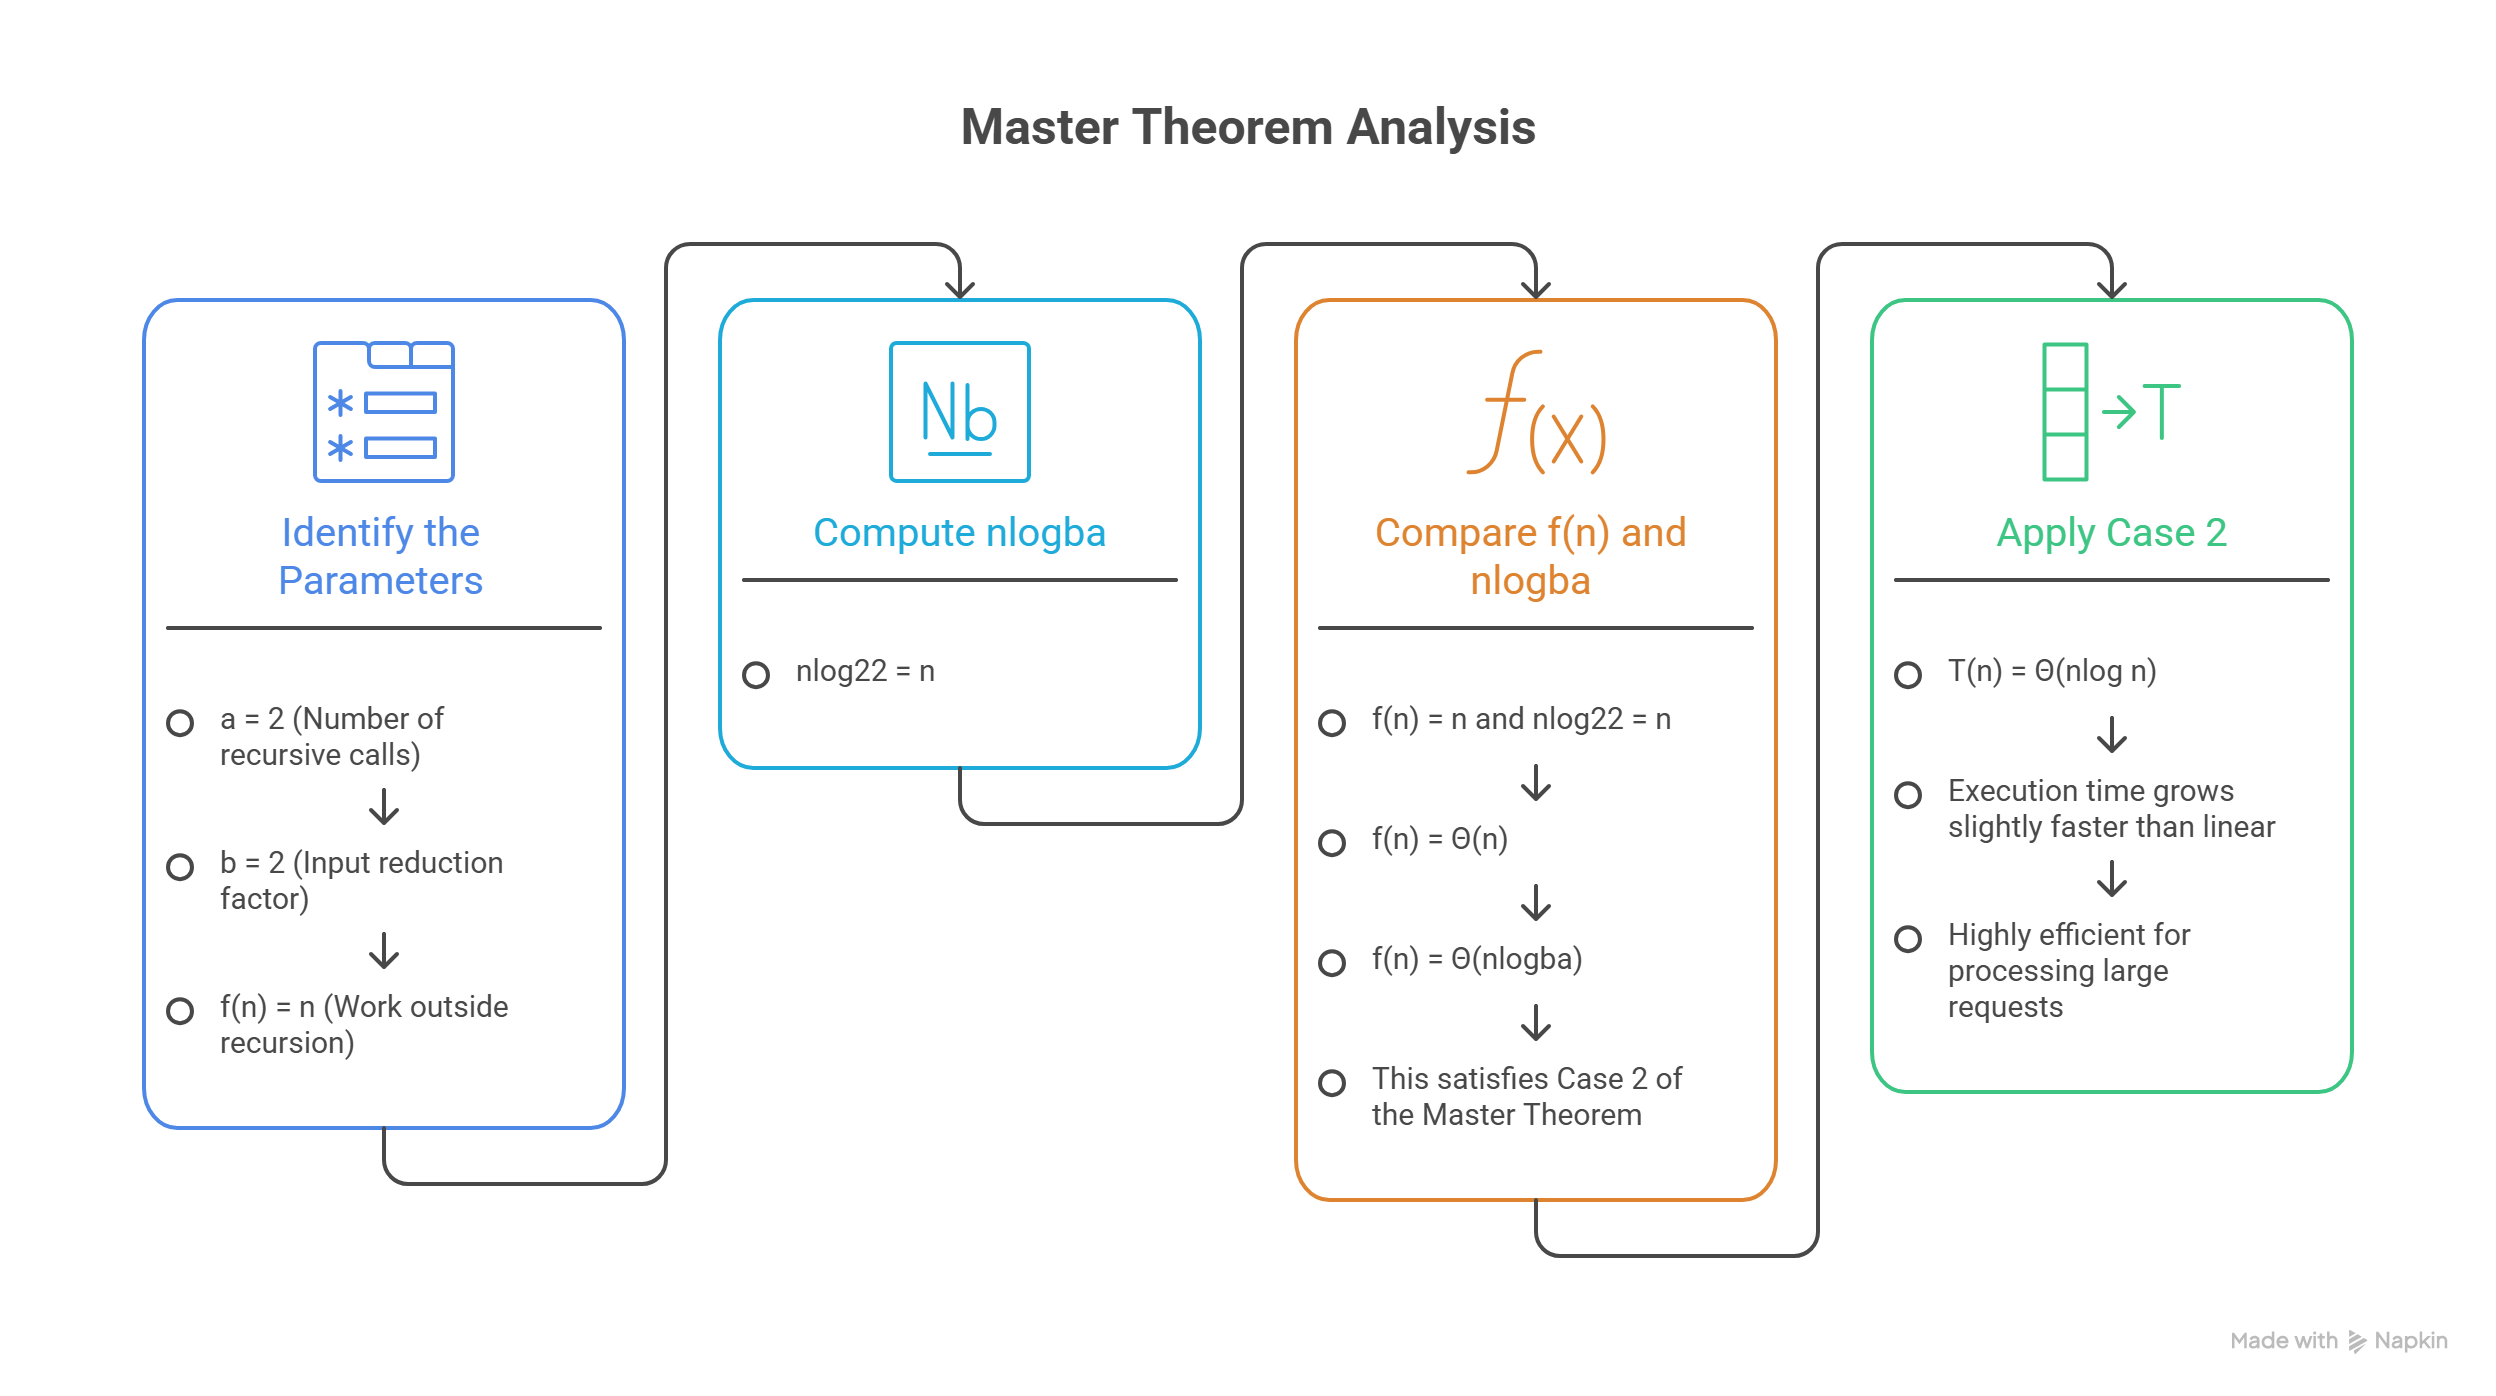 Master Theorem Analysis
Identify the
Parameters
a = 2 (Number of
recursive calls)
b = 2 (Input reduction
factor)
f(n) = n (Work outside
recursion)
Nb
Compute nlogba
nlog22 = n
f(x)
Compare f(n) and
nlogba
f(n) = n and nlog22 = n
f(n) = Θ(n)
f(n) = Θ(nlogba)
This satisfies Case 2 of
the Master Theorem
T
Apply Case 2
T(n) = Θ(nlog n)
Execution time grows
slightly faster than linear
Highly efficient for
processing large
requests
Made with Napkin